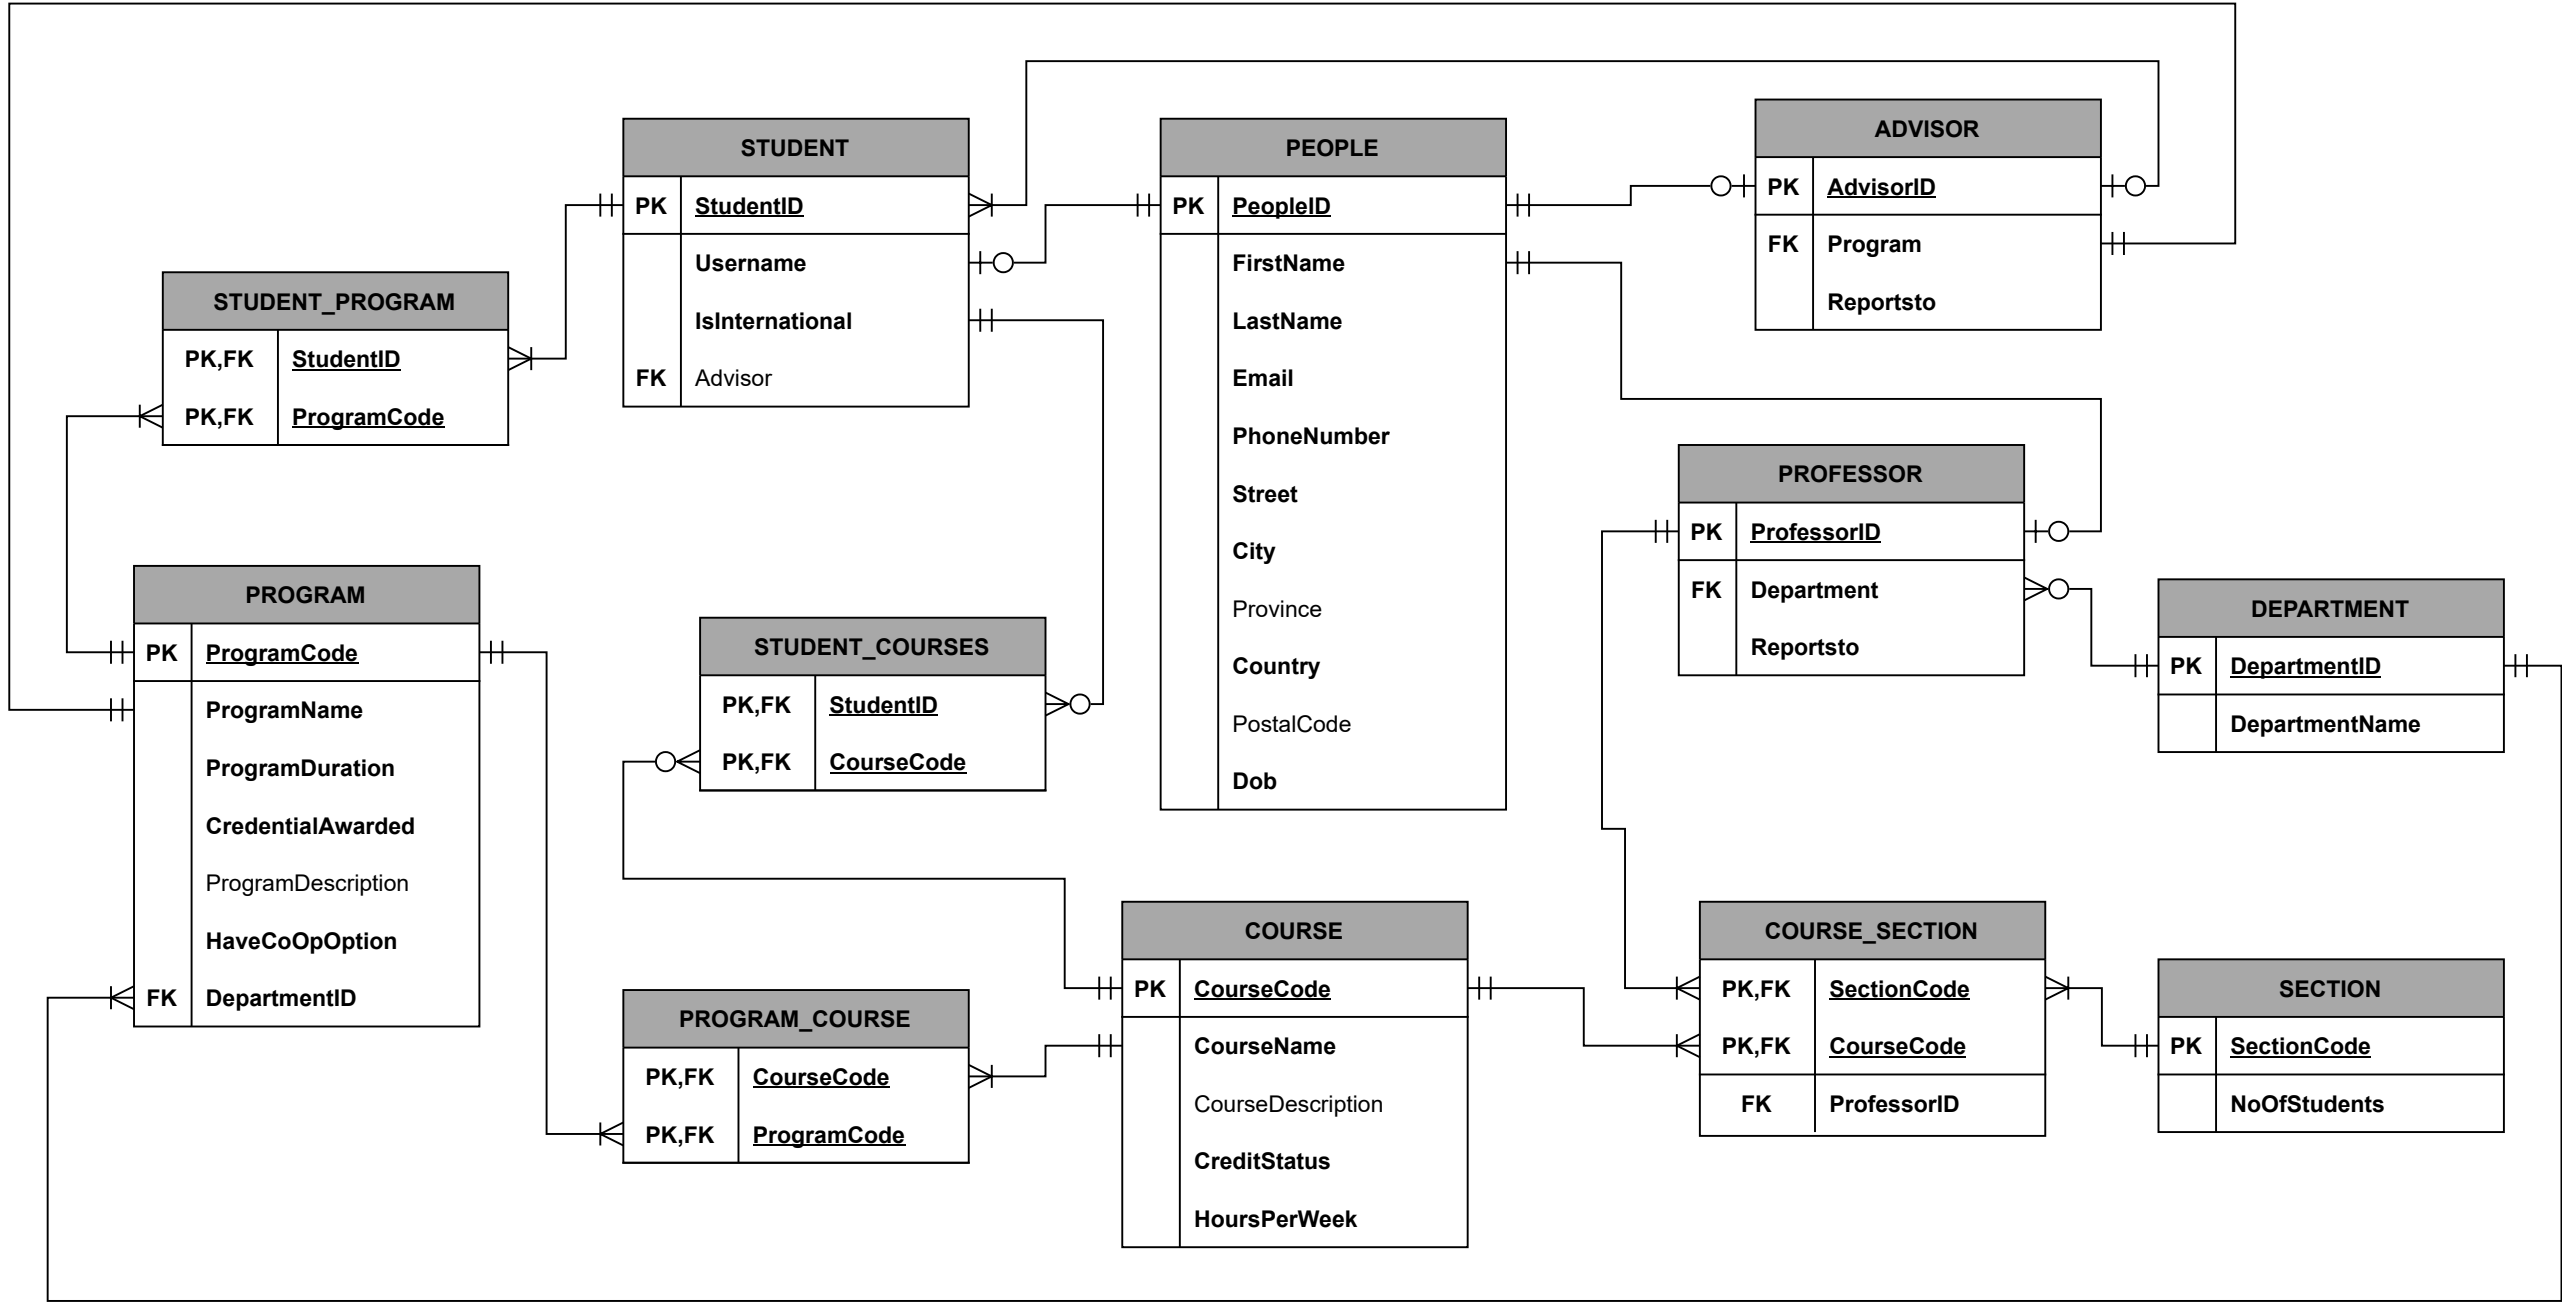 STUDENT
PK StudentID
Username
IsInternational
FK Advisor
PEOPLE
PK PeopleID
FirstName
LastName
Email
PhoneNumber
Street
City
Province
Country
PostalCode
Dob
ADVISOR
PK AdvisorID
FK Program
Reportsto
STUDENT_PROGRAM
PK,FK StudentID
PK,FK ProgramCode
PROFESSOR
PK ProfessorID
FK Department
Reportsto
PROGRAM
PK ProgramCode
ProgramName
ProgramDuration
CredentialAwarded
ProgramDescription
HaveCoOpOption
FK DepartmentID
STUDENT_COURSES
PK,FK StudentID
PK,FK CourseCode
DEPARTMENT
PK DepartmentID
DepartmentName
PROGRAM_COURSE
PK,FK CourseCode
PK,FK ProgramCode
COURSE
PK CourseCode
CourseName
CourseDescription
CreditStatus
HoursPerWeek
COURSE_SECTION
PK,FK SectionCode
PK,FK CourseCode
FK ProfessorID
SECTION
PK SectionCode
NoOfStudents